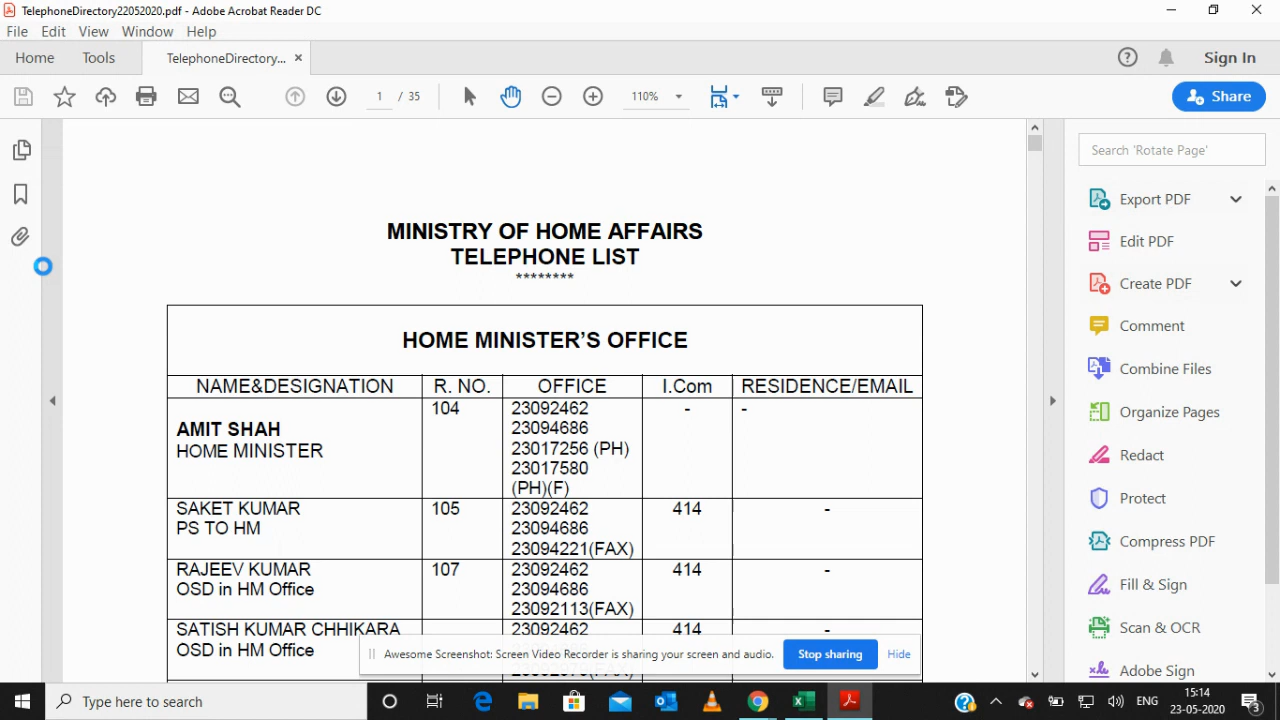 TelephoneDirectory22052020.pdf - Adobe Acrobat Reader DC
File Edit View Window Help
Home Tools TelephoneDirectory... ×
Sign In
1 / 35 110% Share
Search 'Rotate Page'
Export PDF
Edit PDF
Create PDF
Comment
Combine Files
Organize Pages
Redact
Protect
Compress PDF
Fill & Sign
Scan & OCR
Adobe Sign
MINISTRY OF HOME AFFAIRS
TELEPHONE LIST
********
HOME MINISTER'S OFFICE
NAME&DESIGNATION R. NO. OFFICE I.Com RESIDENCE/EMAIL
AMIT SHAH
HOME MINISTER
104
23092462
23094686
23017256 (PH)
23017580
(PH)(F)
-
-
SAKET KUMAR
PS TO HM
105
23092462
23094686
23094221(FAX)
414
-
RAJEEV KUMAR
OSD in HM Office
107
23092462
23094686
23092113(FAX)
414
-
SATISH KUMAR CHHIKARA
OSD in HM Office
23092462
414
-
Awesome Screenshot: Screen Video Recorder is sharing your screen and audio. Stop sharing Hide
Type here to search
ENG
15:14
23-05-2020
3